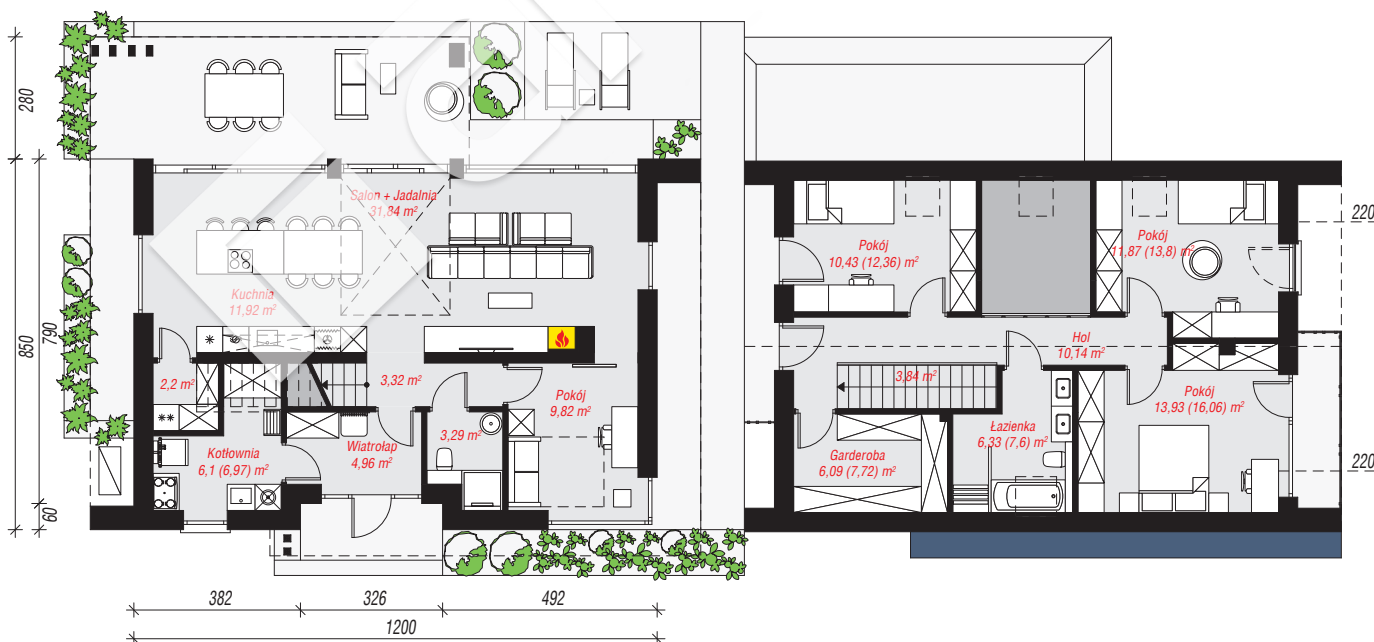 280
850
790
60
Salon + Jadalnia
31,84 m²
Kuchnia
11,92 m²
2,2 m²
3,32 m²
Pokój
9,82 m²
3,29 m²
Wiatrołap
4,96 m²
Kotłownia
6,1 (6,97) m²
382
326
492
1200
Pokój
10,43 (12,36) m²
Pokój
11,87 (13,8) m²
220
Hol
10,14 m²
3,84 m²
Pokój
13,93 (16,06) m²
Łazienka
6,33 (7,6) m²
Garderoba
6,09 (7,72) m²
220